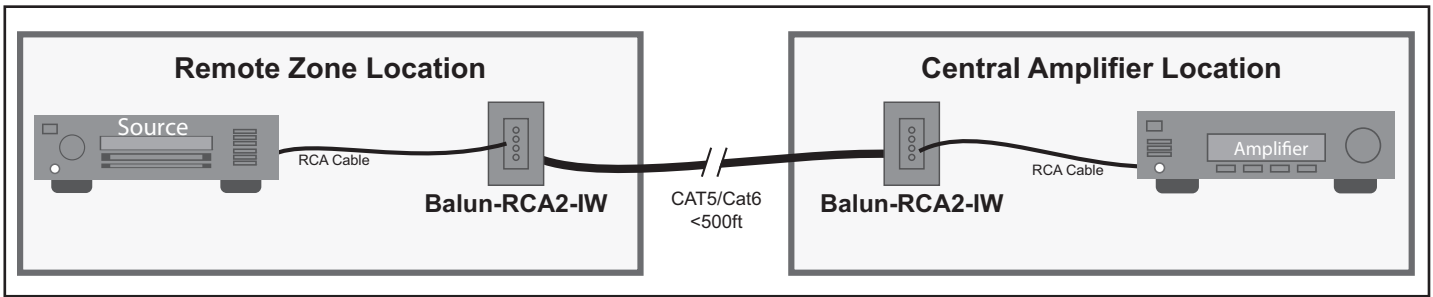 Remote Zone Location
Central Amplifier Location
Source
RCA Cable
Balun-RCA2-IW
CAT5/Cat6
<500ft
Balun-RCA2-IW
RCA Cable
Amplifier